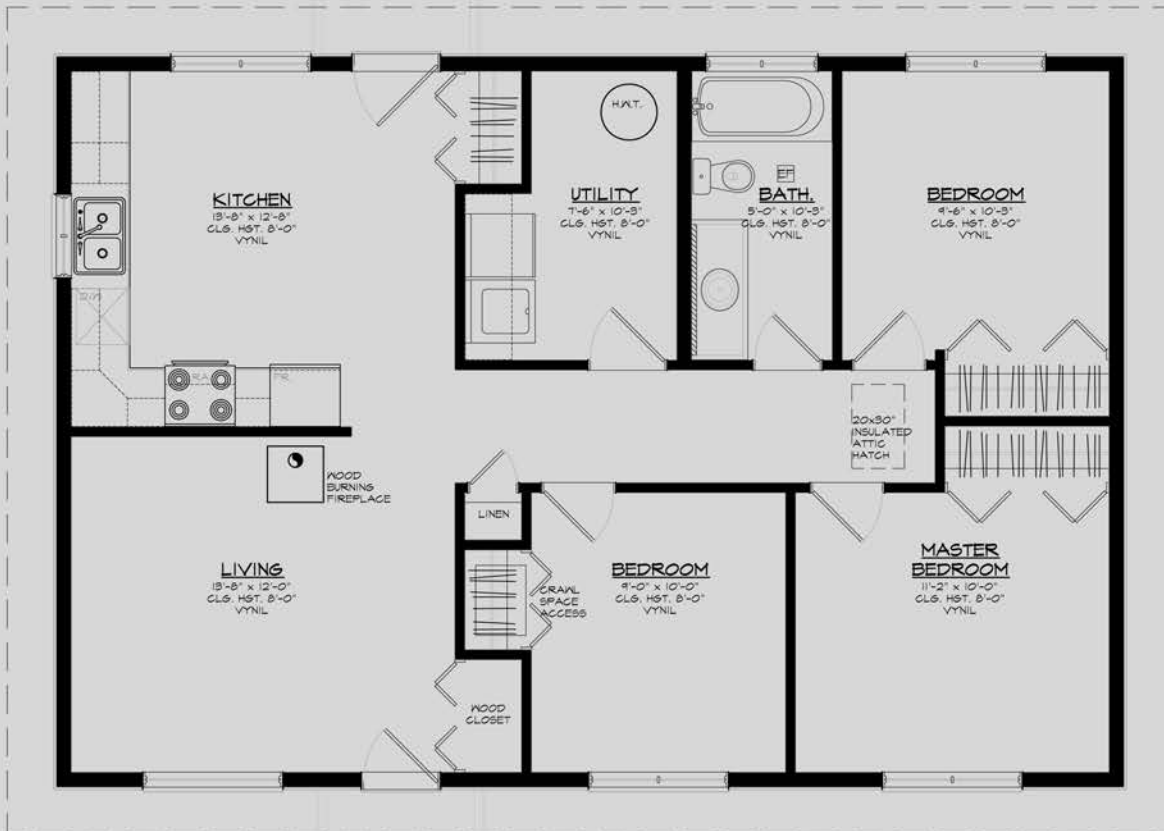 KITCHEN
13'-8" x 12'-8"
CLG. HGT. 8'-0"
VYNIL
H.W.T.
UTILITY
7'-6" x 10'-3"
CLG. HGT. 8'-0"
VYNIL
EF
BATH.
5'-0" x 10'-3"
CLG. HGT. 8'-0"
VYNIL
BEDROOM
9'-6" x 10'-3"
CLG. HGT. 8'-0"
VYNIL
D/W
RA
FR.
20x30"
INSULATED
ATTIC
HATCH
WOOD
BURNING
FIREPLACE
LINEN
LIVING
13'-8" x 12'-0"
CLG. HGT. 8'-0"
VYNIL
CRAWL
SPACE
ACCESS
BEDROOM
9'-0" x 10'-0"
CLG. HGT. 8'-0"
VYNIL
MASTER
BEDROOM
11'-2" x 10'-0"
CLG. HGT. 8'-0"
VYNIL
WOOD
CLOSET